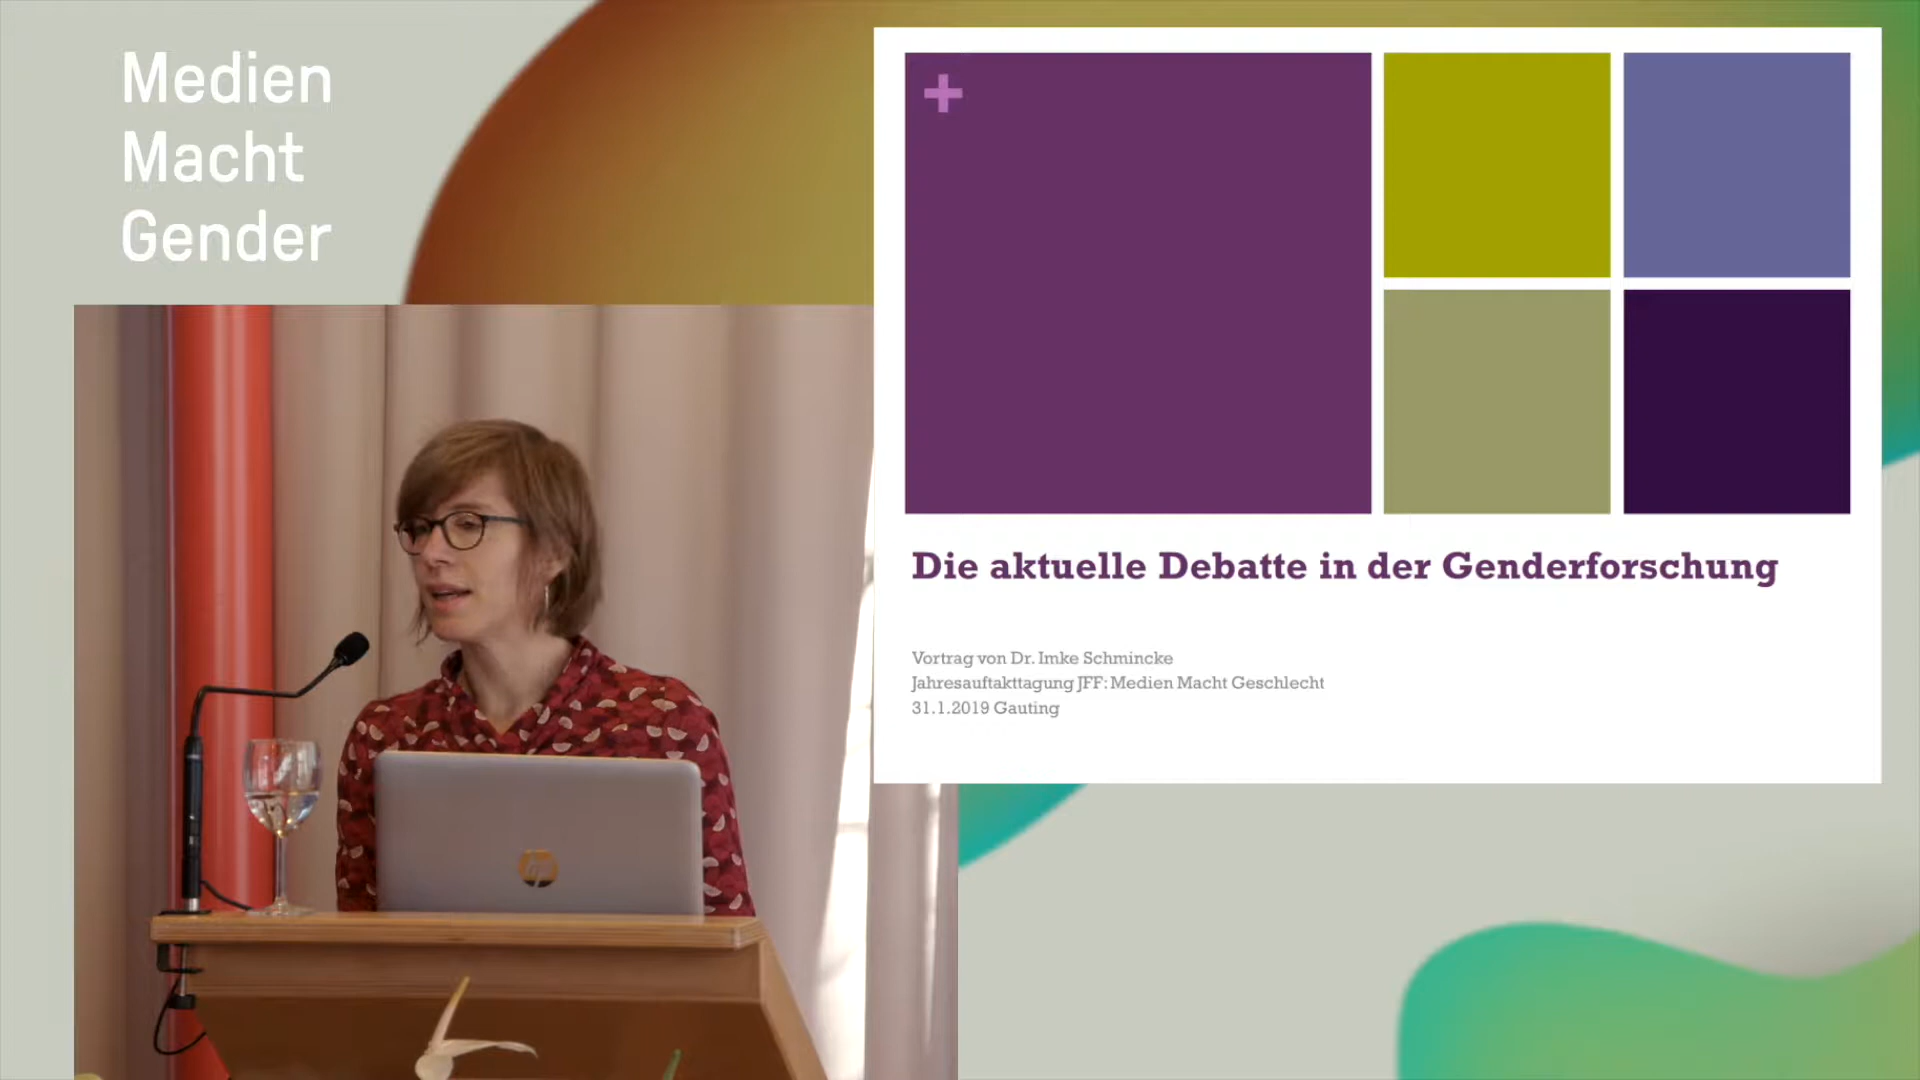 Medien
Macht
Gender
+
Die aktuelle Debatte in der Genderforschung
Vortrag von Dr. Imke Schmincke
Jahresauftakttagung JFF: Medien Macht Geschlecht
31.1.2019 Gauting
hp